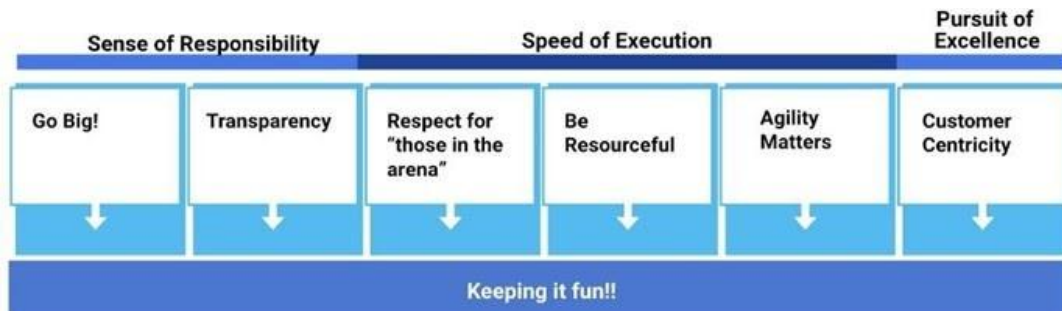 Sense of Responsibility
Speed of Execution
Pursuit of
Excellence
Go Big!
Transparency
Respect for
"those in the
arena"
Be
Resourceful
Agility
Matters
Customer
Centricity
Keeping it fun!!